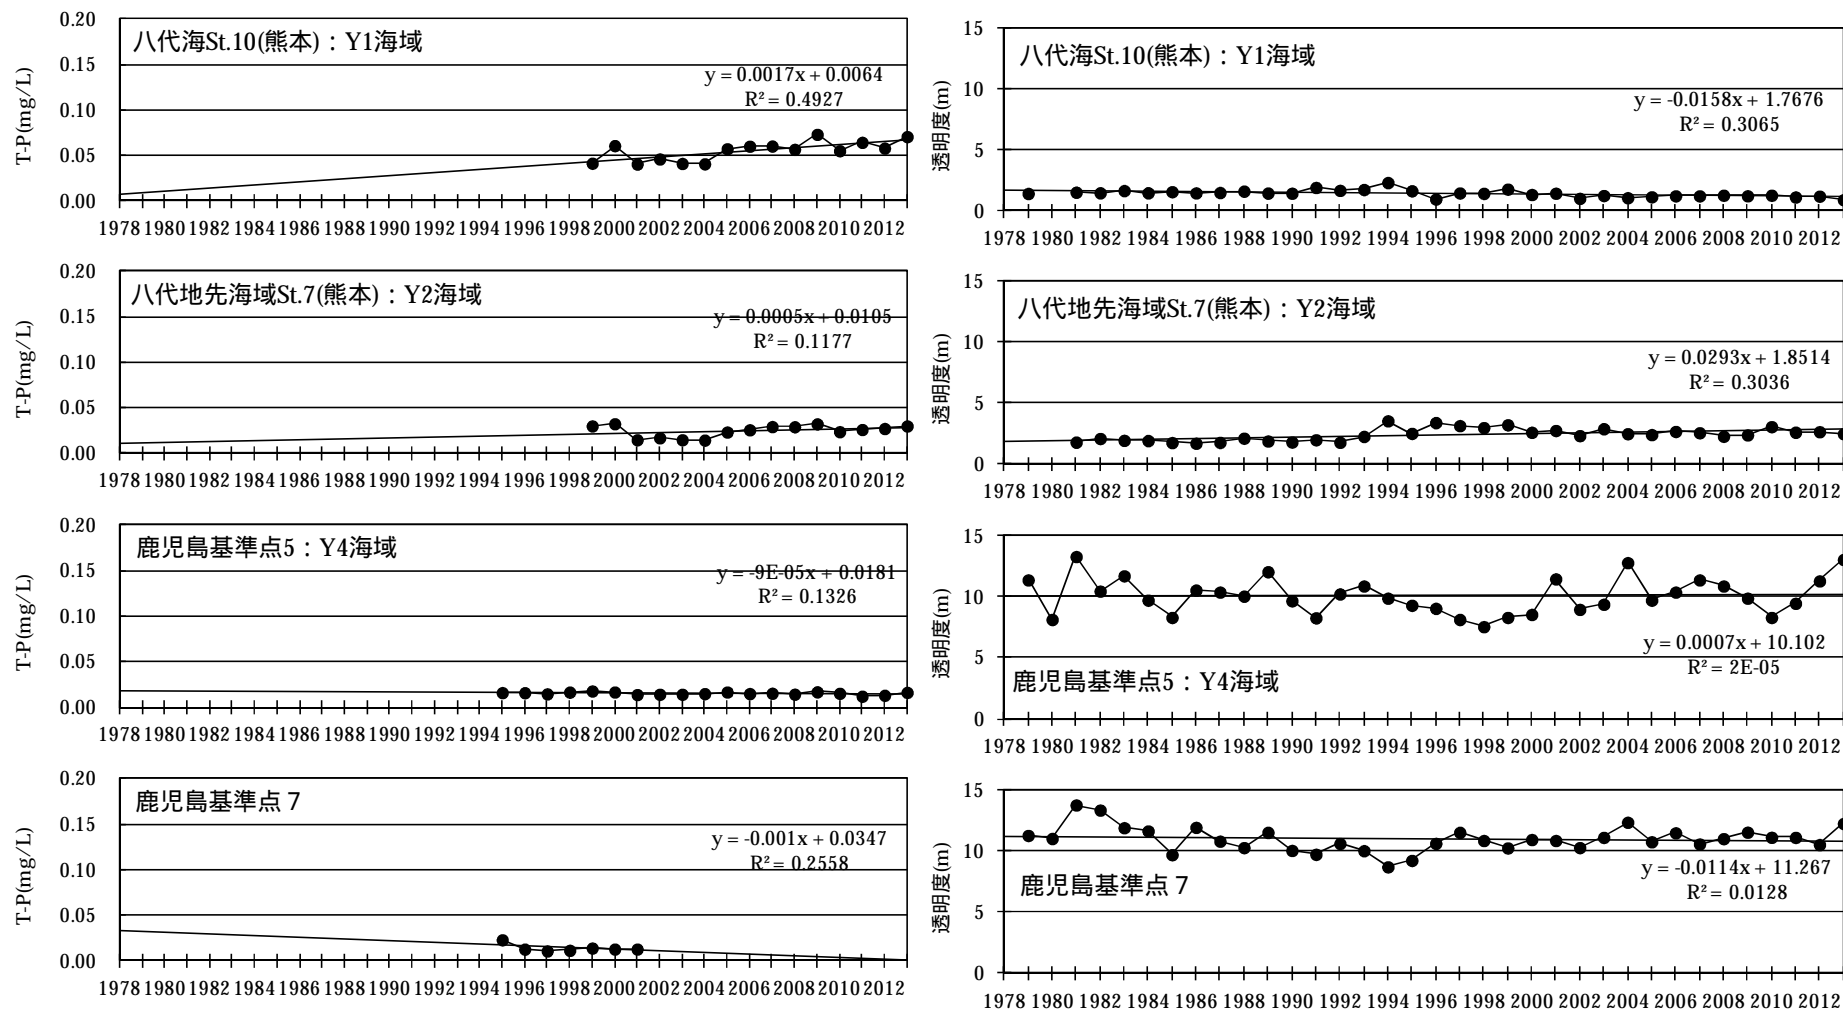 0.20
0.15
0.10
0.05
0.00
T-P(mg/L)
八代海St.10(熊本)：Y1海域
y = 0.0017x + 0.0064
R² = 0.4927
1978 1980 1982 1984 1986 1988 1990 1992 1994 1996 1998 2000 2002 2004 2006 2008 2010 2012
15
10
5
0
透明度(m)
八代海St.10(熊本)：Y1海域
y = -0.0158x + 1.7676
R² = 0.3065
1978 1980 1982 1984 1986 1988 1990 1992 1994 1996 1998 2000 2002 2004 2006 2008 2010 2012
0.20
0.15
0.10
0.05
0.00
T-P(mg/L)
八代地先海域St.7(熊本)：Y2海域
y = 0.0005x + 0.0105
R² = 0.1177
1978 1980 1982 1984 1986 1988 1990 1992 1994 1996 1998 2000 2002 2004 2006 2008 2010 2012
15
10
5
0
透明度(m)
八代地先海域St.7(熊本)：Y2海域
y = 0.0293x + 1.8514
R² = 0.3036
1978 1980 1982 1984 1986 1988 1990 1992 1994 1996 1998 2000 2002 2004 2006 2008 2010 2012
0.20
0.15
0.10
0.05
0.00
T-P(mg/L)
鹿児島基準点5：Y4海域
y = -9E-05x + 0.0181
R² = 0.1326
1978 1980 1982 1984 1986 1988 1990 1992 1994 1996 1998 2000 2002 2004 2006 2008 2010 2012
15
10
5
0
透明度(m)
y = 0.0007x + 10.102
R² = 2E-05
鹿児島基準点5：Y4海域
1978 1980 1982 1984 1986 1988 1990 1992 1994 1996 1998 2000 2002 2004 2006 2008 2010 2012
0.20
0.15
0.10
0.05
0.00
T-P(mg/L)
鹿児島基準点７
y = -0.001x + 0.0347
R² = 0.2558
1978 1980 1982 1984 1986 1988 1990 1992 1994 1996 1998 2000 2002 2004 2006 2008 2010 2012
15
10
5
0
透明度(m)
y = -0.0114x + 11.267
R² = 0.0128
鹿児島基準点７
1978 1980 1982 1984 1986 1988 1990 1992 1994 1996 1998 2000 2002 2004 2006 2008 2010 2012